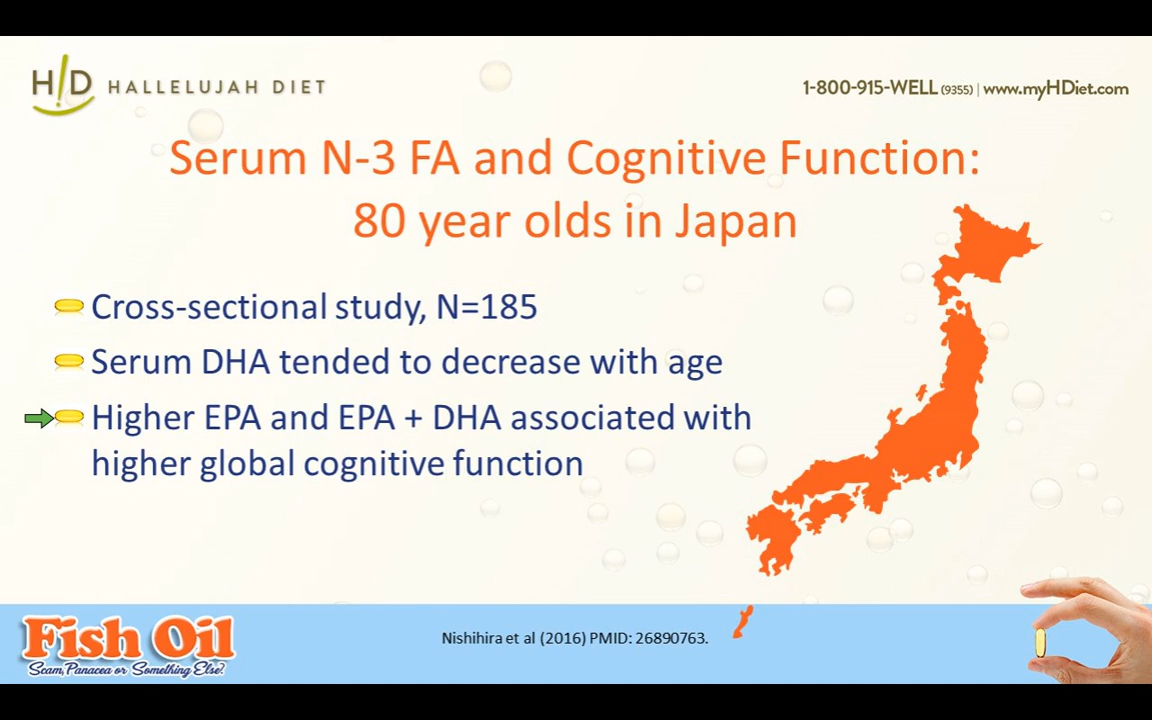 H!D HALLELUJAH DIET
1-800-915-WELL (9355) | www.myHDiet.com
Serum N-3 FA and Cognitive Function:
80 year olds in Japan
Cross-sectional study, N=185
Serum DHA tended to decrease with age
Higher EPA and EPA + DHA associated with
higher global cognitive function
Fish Oil
Scam, Panacea or Something Else?
Nishihira et al (2016) PMID: 26890763.